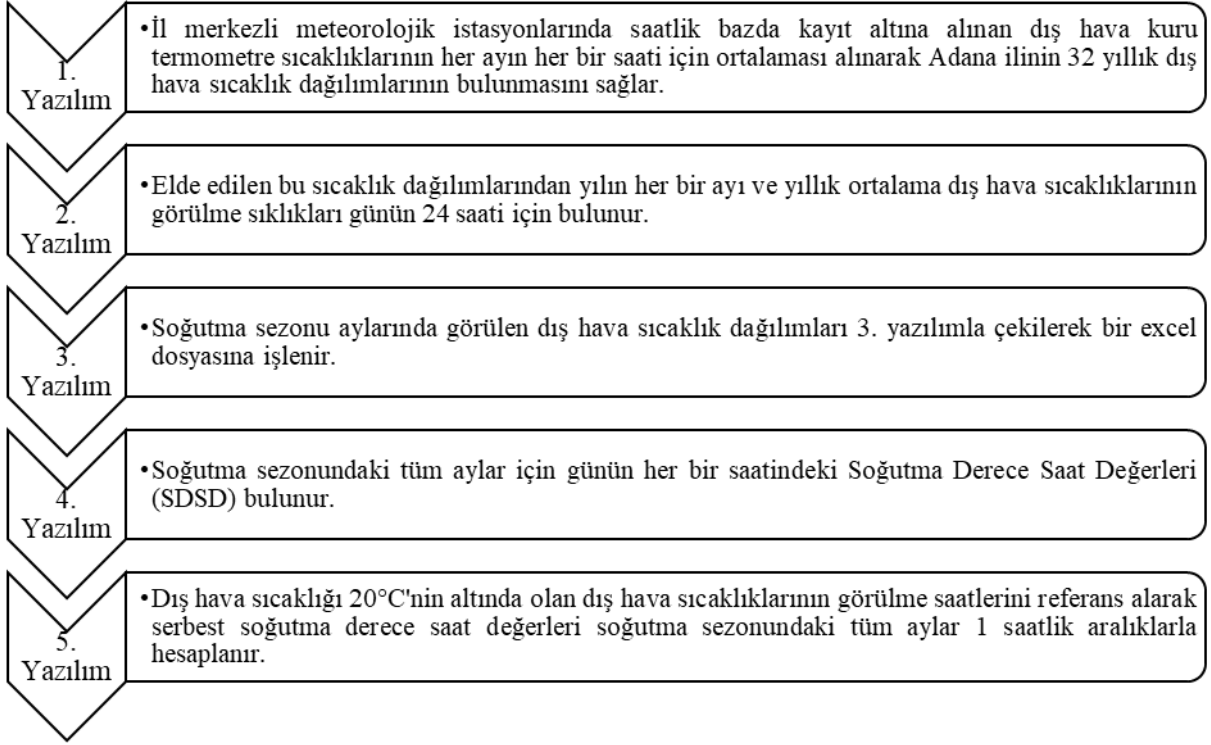 1.
Yazılım
•İl merkezli meteorolojik istasyonlarında saatlik bazda kayıt altına alınan dış hava kuru
termometre sıcaklıklarının her ayın her bir saati için ortalaması alınarak Adana ilinin 32 yıllık dış
hava sıcaklık dağılımlarının bulunmasını sağlar.
2.
Yazılım
•Elde edilen bu sıcaklık dağılımlarından yılın her bir ayı ve yıllık ortalama dış hava sıcaklıklarının
görülme sıklıkları günün 24 saati için bulunur.
3.
Yazılım
•Soğutma sezonu aylarında görülen dış hava sıcaklık dağılımları 3. yazılımla çekilerek bir excel
dosyasına işlenir.
4.
Yazılım
•Soğutma sezonundaki tüm aylar için günün her bir saatindeki Soğutma Derece Saat Değerleri
(SDSD) bulunur.
5.
Yazılım
•Dış hava sıcaklığı 20°C'nin altında olan dış hava sıcaklıklarının görülme saatlerini referans alarak
serbest soğutma derece saat değerleri soğutma sezonundaki tüm aylar 1 saatlik aralıklarla
hesaplanır.